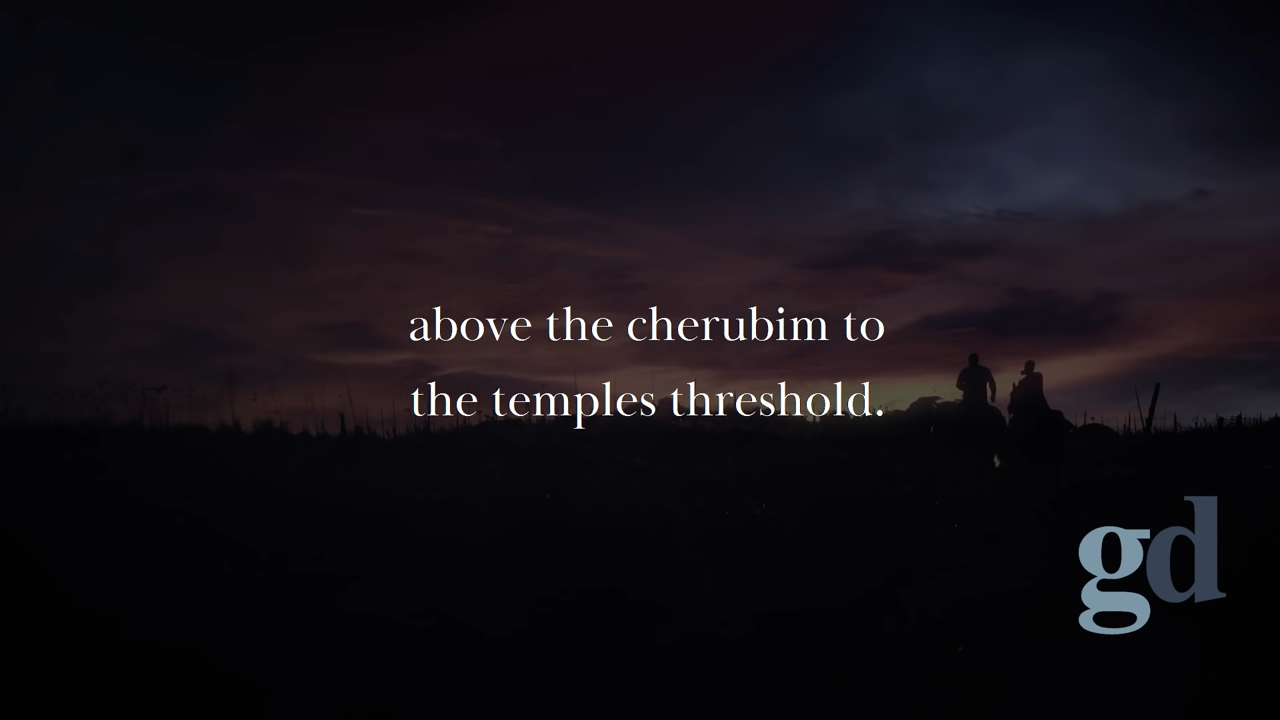 above the cherubim to
the temples threshold.
gd